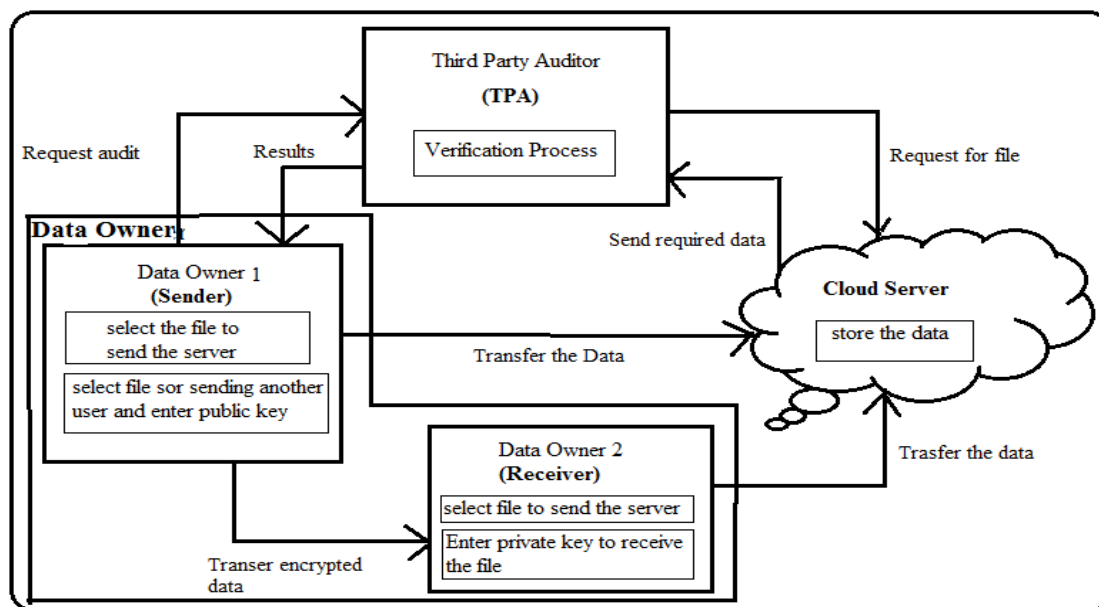 Third Party Auditor
(TPA)
Verification Process
Request audit
Results
Request for file
Send required data
Data Owner
Data Owner 1
(Sender)
select the file to
send the server
select file sor sending another
user and enter public key
Transfer the Data
Cloud Server
store the data
Data Owner 2
(Receiver)
select file to send the server
Enter private key to receive
the file
Trasfer the data
Transer encrypted
data